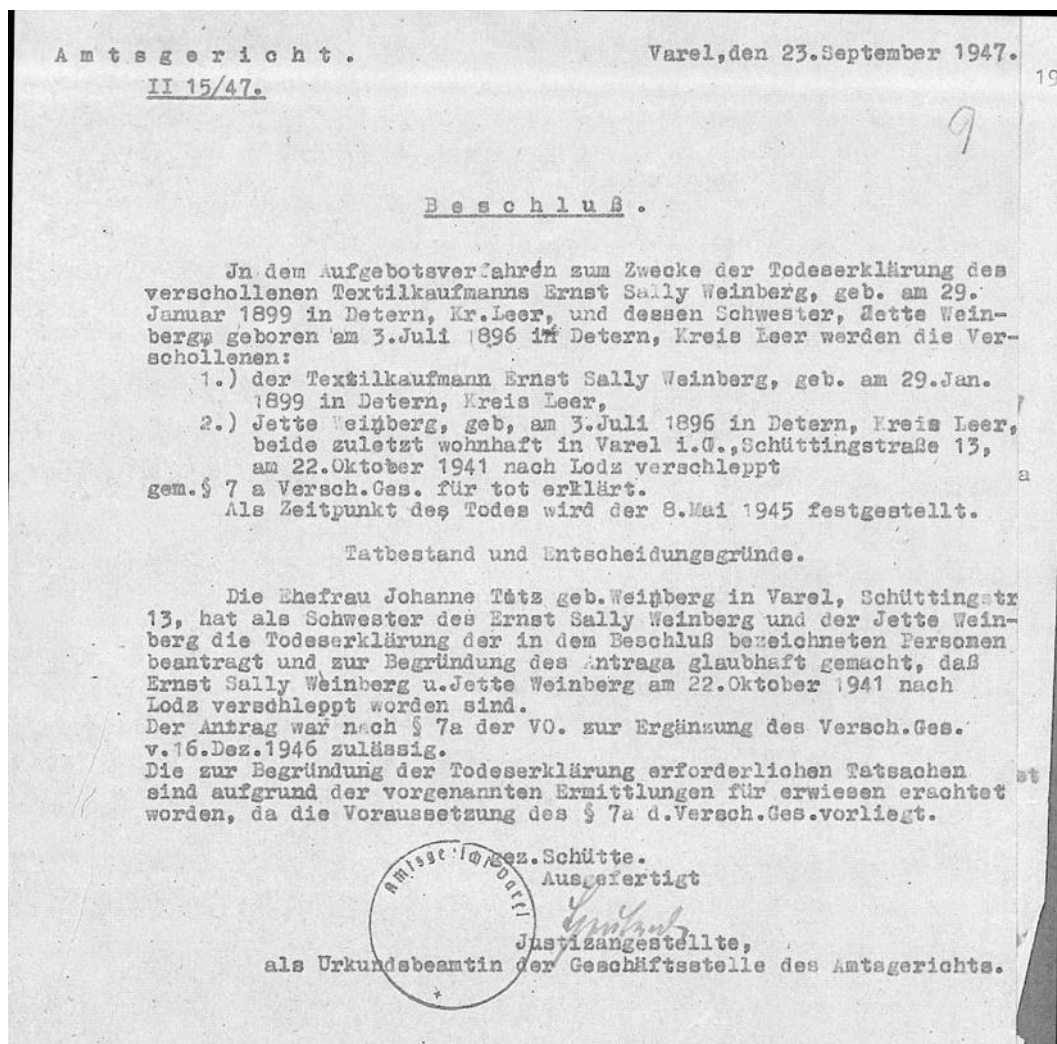 Amtsgericht.
Varel,den 23.September 1947.
II 15/47.
19
9
Beschluß.
Jn dem Aufgebotsverfahren zum Zwecke der Todeserklärung des
verschollenen Textilkaufmanns Ernst Sally Weinberg, geb. am 29.
Januar 1899 in Detern, Kr.Leer, und dessen Schwester, Jette Wein-
berg, geboren am 3.Juli 1896 in Detern, Kreis Leer werden die Ver-
schollenen:
1.) der Textilkaufmann Ernst Sally Weinberg, geb. am 29.Jan.
1899 in Detern, Kreis Leer,
2.) Jette Weinberg, geb, am 3.Juli 1896 in Detern, Kreis Leer,
beide zuletzt wohnhaft in Varel i.O.,Schüttingstraße 13,
am 22.Oktober 1941 nach Lodz verschleppt
a
gem.§ 7 a Versch.Ges. für tot erklärt.
Als Zeitpunkt des Todes wird der 8.Mai 1945 festgestellt.
Tatbestand und Entscheidungsgründe.
Die Ehefrau Johanne geb.Weinberg in Varel, Schüttingstr
13, hat als Schwester des Ernst Sally Weinberg und der Jette Wein-
berg die Todeserklärung der in dem Beschluß bezeichneten Personen
beantragt und zur Begründung des Antraga glaubhaft gemacht, daß
Ernst Sally Weinberg u.Jette Weinberg am 22.Oktober 1941 nach
Lodz verschleppt worden sind.
Der Antrag war nach § 7a der VO. zur Ergänzung des Versch.Ges.
v.16.Dez.1946 zulässig.
Die zur Begründung der Todeserklärung erforderlichen Tatsachen
st
sind aufgrund der vorgenannten Ermittlungen für erwiesen erachtet
worden, da die Voraussetzung des § 7a d.Versch.Ges.vorliegt.
gez.Schütte.
Ausgefertigt
Amtsgericht Varel
Justizangestellte,
als Urkundsbeamtin der Geschäftsstelle des Amtsgerichts.